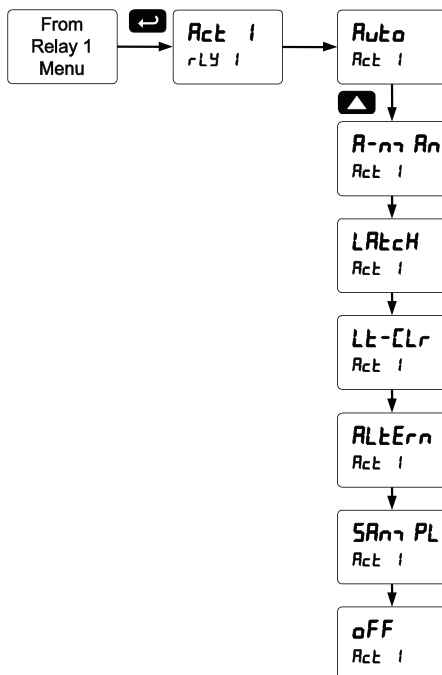 From
Relay 1
Menu
Act 1
rLY 1
Auto
Act 1
A-mAn
Act 1
LAtcH
Act 1
Lt-CLr
Act 1
ALtErn
Act 1
SAmPL
Act 1
oFF
Act 1